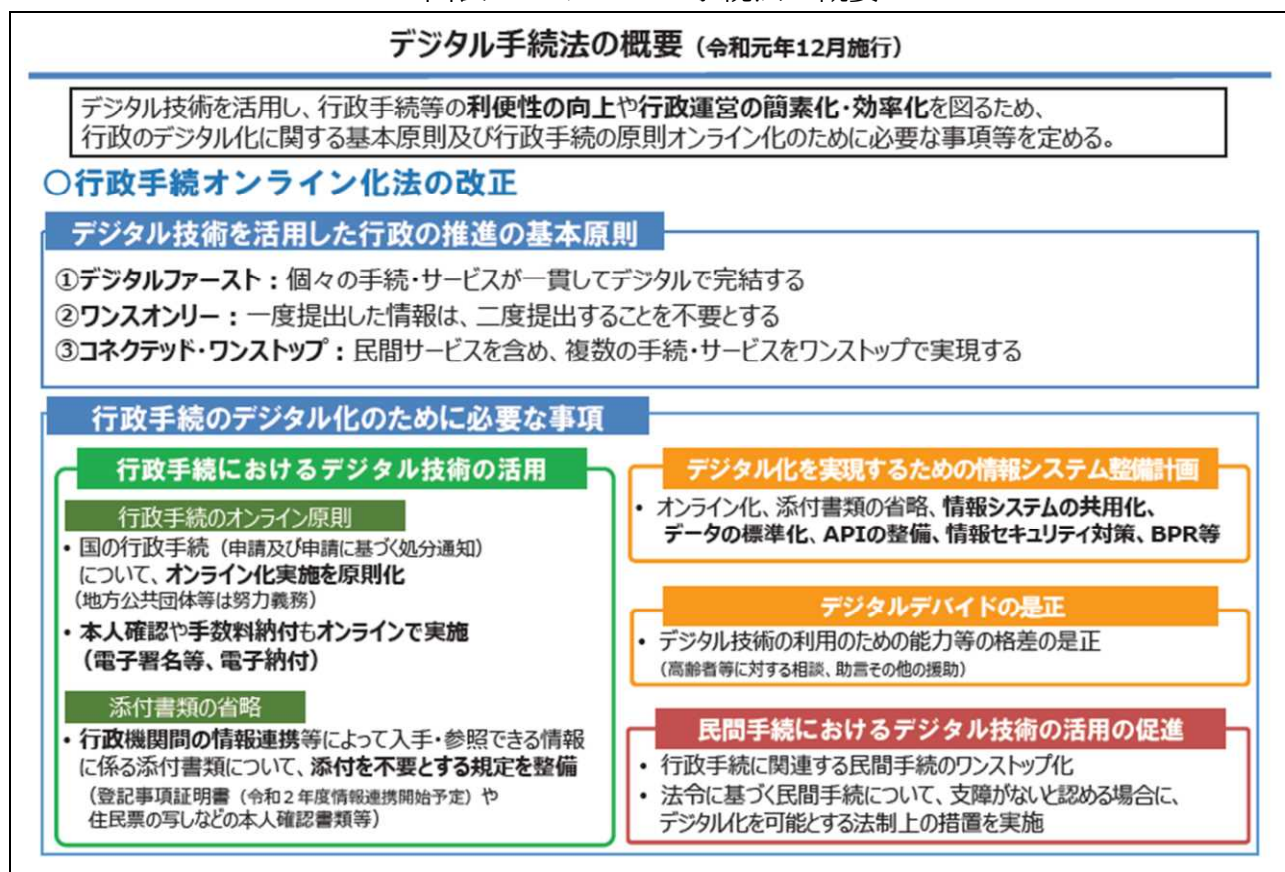 デジタル手続法の概要（令和元年12月施行）
デジタル技術を活用し、行政手続等の利便性の向上や行政運営の簡素化・効率化を図るため、
行政のデジタル化に関する基本原則及び行政手続の原則オンライン化のために必要な事項等を定める。
〇行政手続オンライン化法の改正
デジタル技術を活用した行政の推進の基本原則
①デジタルファースト：個々の手続・サービスが一貫してデジタルで完結する
②ワンスオンリー：一度提出した情報は、二度提出することを不要とする
③コネクテッド・ワンストップ：民間サービスを含め、複数の手続・サービスをワンストップで実現する
行政手続のデジタル化のために必要な事項
行政手続におけるデジタル技術の活用
行政手続のオンライン原則
・国の行政手続（申請及び申請に基づく処分通知）
について、オンライン化実施を原則化
（地方公共団体等は努力義務）
・本人確認や手数料納付もオンラインで実施
（電子署名等、電子納付）
添付書類の省略
・行政機関間の情報連携等によって入手・参照できる情報
に係る添付書類について、添付を不要とする規定を整備
（登記事項証明書（令和２年度情報連携開始予定）や
住民票の写しなどの本人確認書類等）
デジタル化を実現するための情報システム整備計画
・オンライン化、添付書類の省略、情報システムの共用化、
データの標準化、APIの整備、情報セキュリティ対策、BPR等
デジタルデバイドの是正
・デジタル技術の利用のための能力等の格差の是正
（高齢者等に対する相談、助言その他の援助）
民間手続におけるデジタル技術の活用の促進
・行政手続に関連する民間手続のワンストップ化
・法令に基づく民間手続について、支障がないと認める場合に、
デジタル化を可能とする法制上の措置を実施